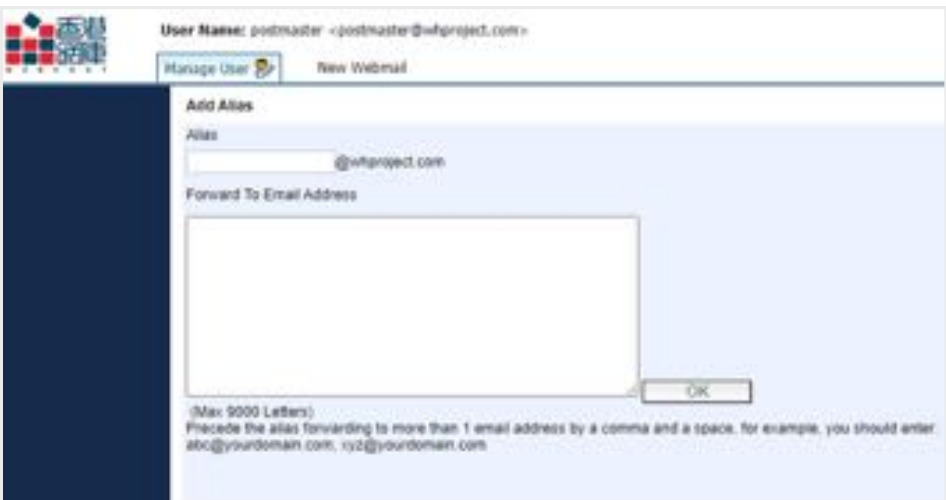 香港
網庫
User Name: postmaster <postmaster@whproject.com>
Manage User
New Webmail
Add Alias
Alias
@whproject.com
Forward To Email Address
OK
(Max 9000 Letters)
Precede the alias forwarding to more than 1 email address by a comma and a space, for example, you should enter
abc@yourdomain.com, xyz@yourdomain.com